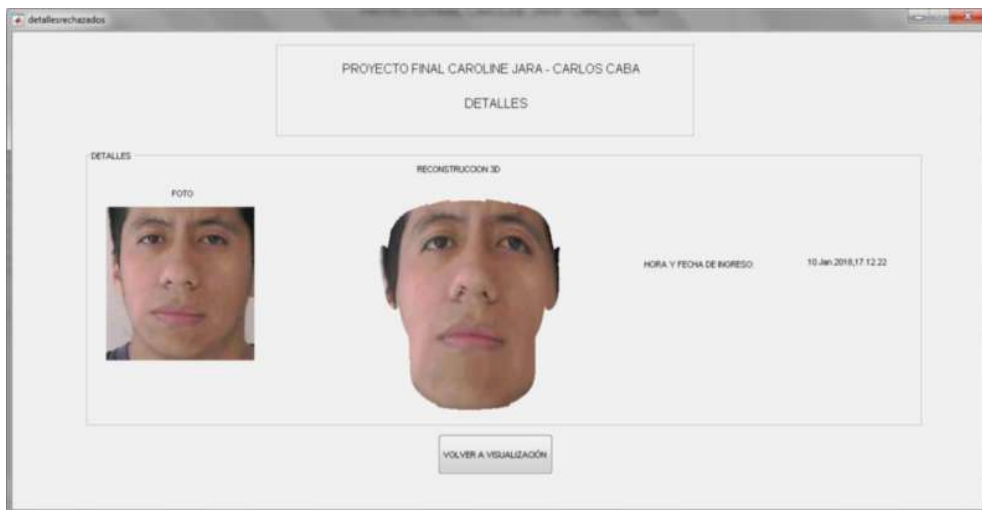 detallesrechazados
PROYECTO FINAL CAROLINE JARA - CARLOS CABA
DETALLES
DETALLES
RECONSTRUCCION 3D
FOTO
HORA Y FECHA DE INGRESO:
10.Jan.2018,17.12.22
VOLVER A VISUALIZACIÓN